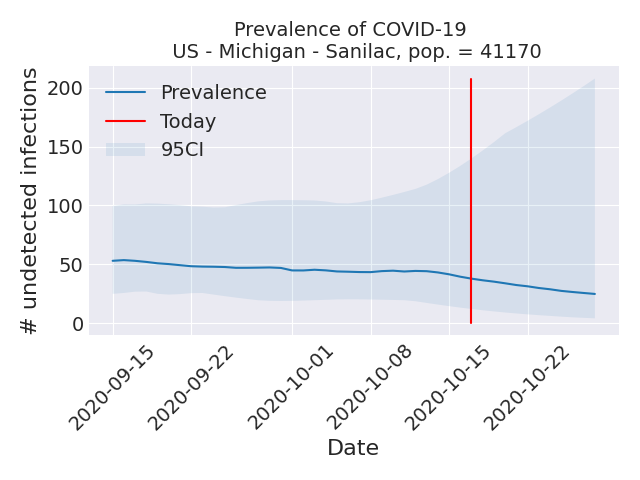 Prevalence of COVID-19
US - Michigan - Sanilac, pop. = 41170
# undetected infections
200
150
100
50
0
Prevalence
Today
95CI
2020-09-15
2020-09-22
2020-10-01
2020-10-08
2020-10-15
2020-10-22
Date